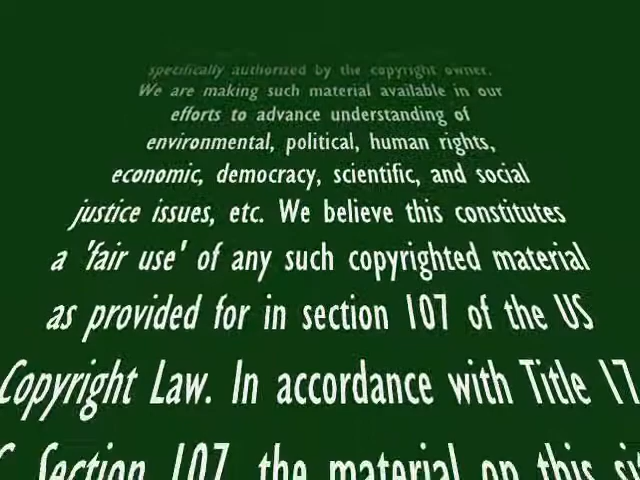 specifically authorized by the copyright owner.
We are making such material available in our
efforts to advance understanding of
environmental, political, human rights,
economic, democracy, scientific, and social
justice issues, etc. We believe this constitutes
a 'fair use' of any such copyrighted material
as provided for in section 107 of the US
Copyright Law. In accordance with Title 17
C. Section 107, the material on this sit